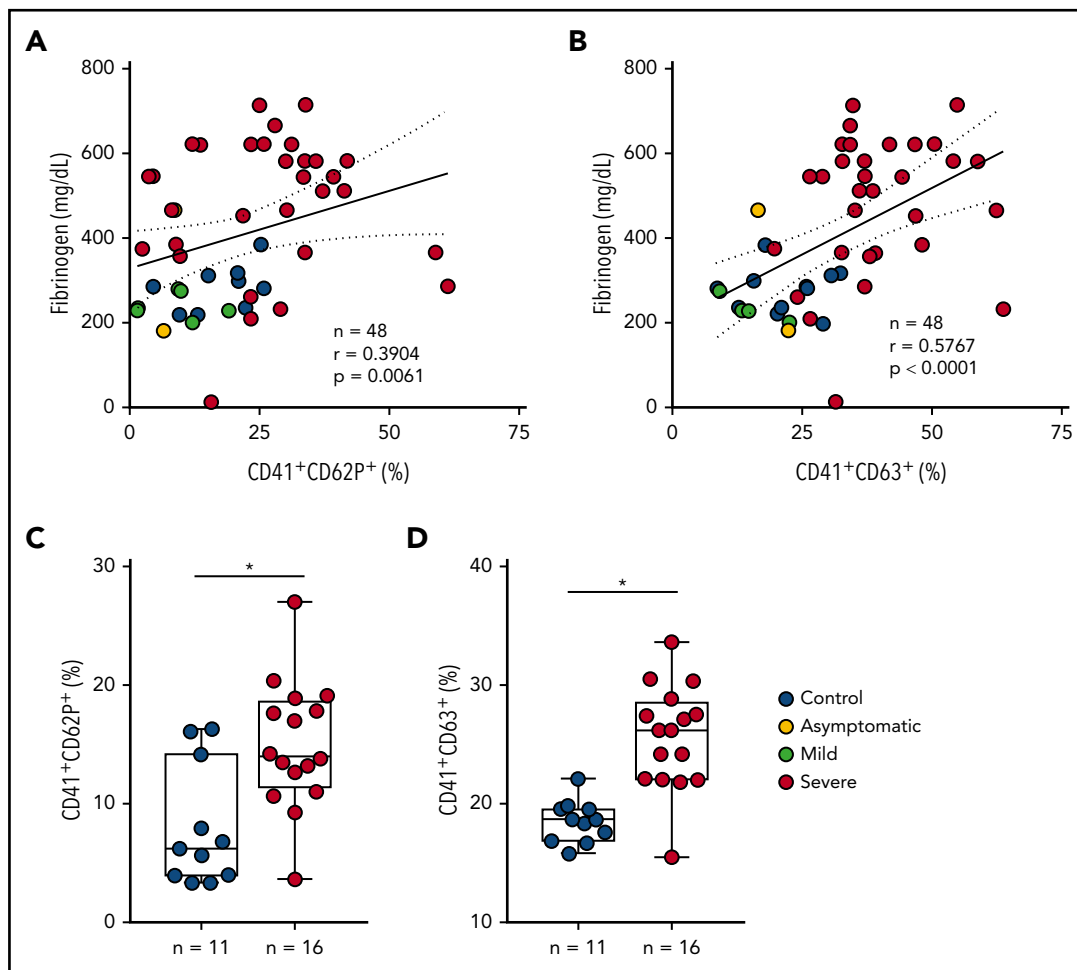 A
Fibrinogen (mg/dL)
800
600
400
200
0
0
25
50
75
n = 48
r = 0.3904
p = 0.0061
CD41⁺CD62P⁺ (%)
B
Fibrinogen (mg/dL)
800
600
400
200
0
0
25
50
75
n = 48
r = 0.5767
p < 0.0001
CD41⁺CD63⁺ (%)
C
CD41⁺CD62P⁺ (%)
30
20
10
0
*
n = 11
n = 16
D
CD41⁺CD63⁺ (%)
40
30
20
10
*
n = 11
n = 16
Control
Asymptomatic
Mild
Severe